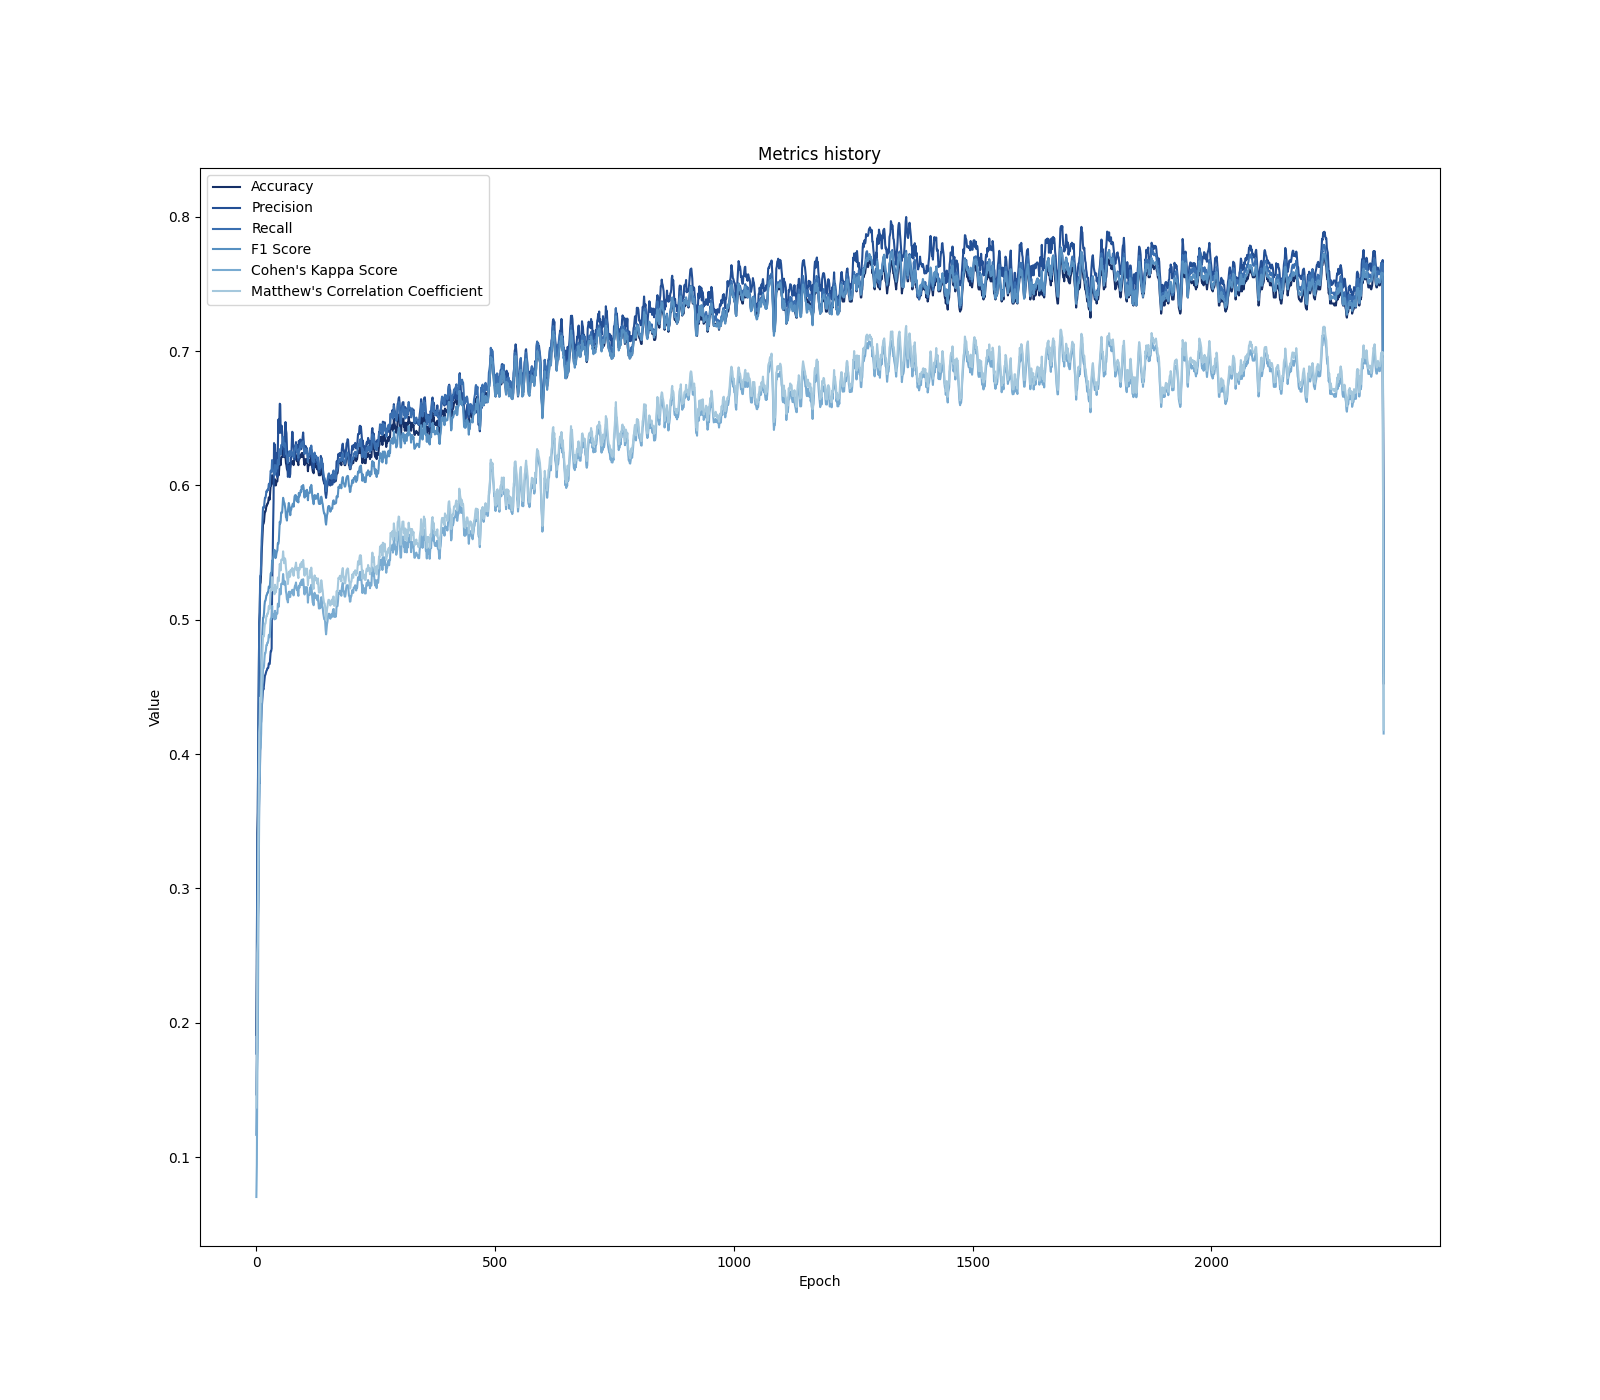 Metrics history
Accuracy
Precision
Recall
F1 Score
Cohen's Kappa Score
Matthew's Correlation Coefficient
0.8
0.7
0.6
0.5
0.4
0.3
0.2
0.1
Value
0 500 1000 1500 2000
Epoch